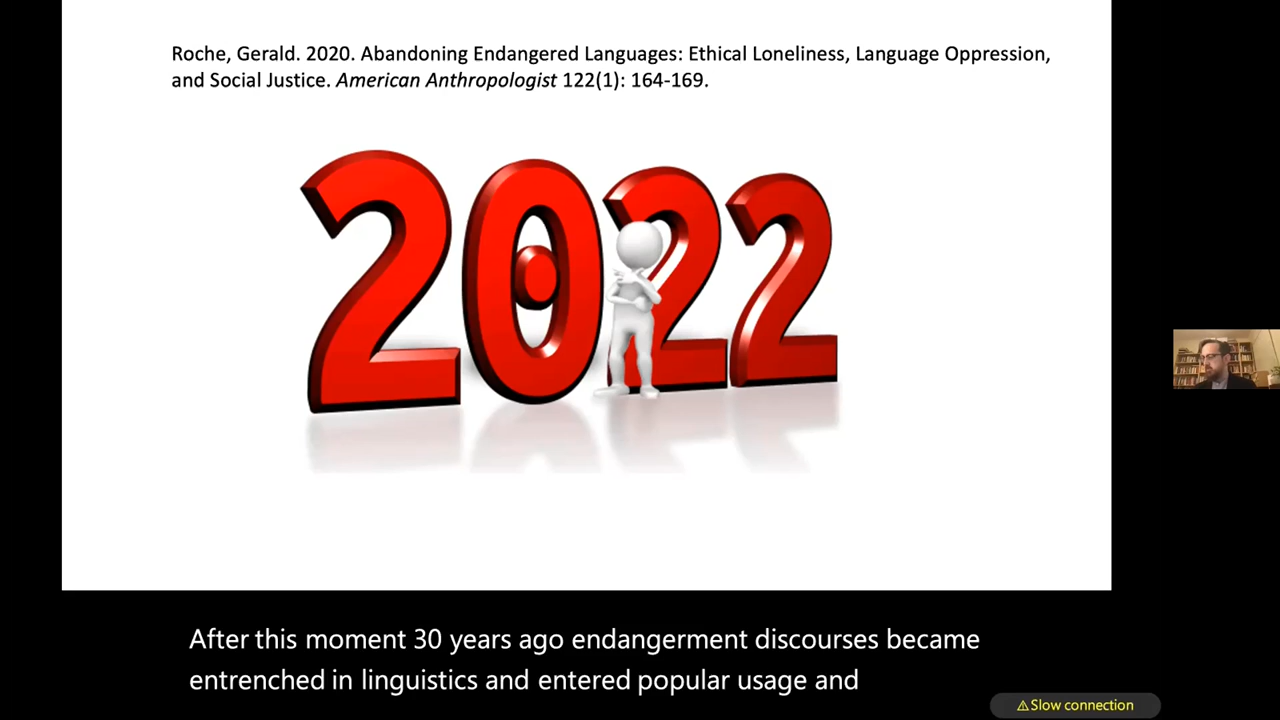 Roche, Gerald. 2020. Abandoning Endangered Languages: Ethical Loneliness, Language Oppression,
and Social Justice. American Anthropologist 122(1): 164-169.
2022
After this moment 30 years ago endangerment discourses became
entrenched in linguistics and entered popular usage and
⚠Slow connection